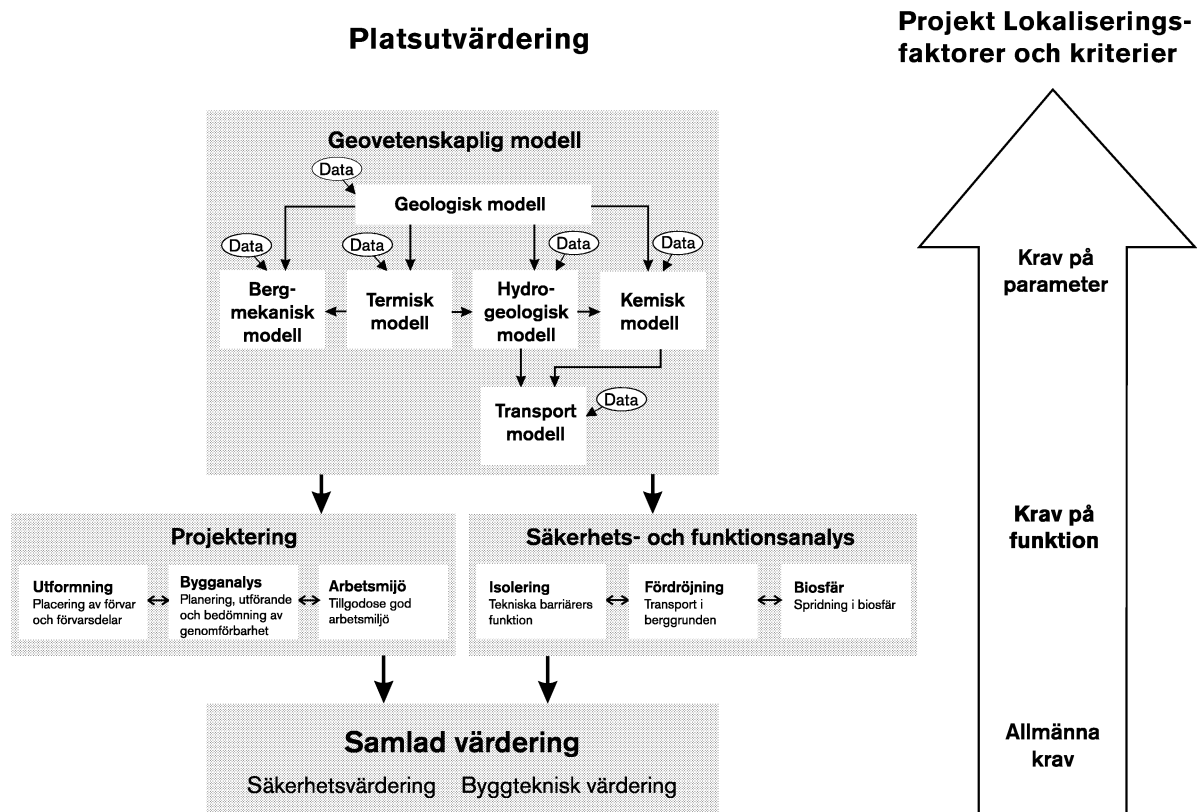 Platsutvärdering
Projekt Lokaliserings-
faktorer och kriterier
Geovetenskaplig modell
Data
Geologisk modell
Data
Data
Data
Data
Berg-
mekanisk
modell
Termisk
modell
Hydro-
geologisk
modell
Kemisk
modell
Data
Transport
modell
Krav på
parameter
Projektering
Utformning
Placering av förvar
och förvarsdelar
Bygganalys
Planering, utförande
och bedömning av
genomförbarhet
Arbetsmijö
Tillgodose god
arbetsmiljö
Säkerhets- och funktionsanalys
Isolering
Tekniska barriärers
funktion
Fördröjning
Transport i
berggrunden
Biosfär
Spridning i biosfär
Krav på
funktion
Samlad värdering
Säkerhetsvärdering Byggteknisk värdering
Allmänna
krav